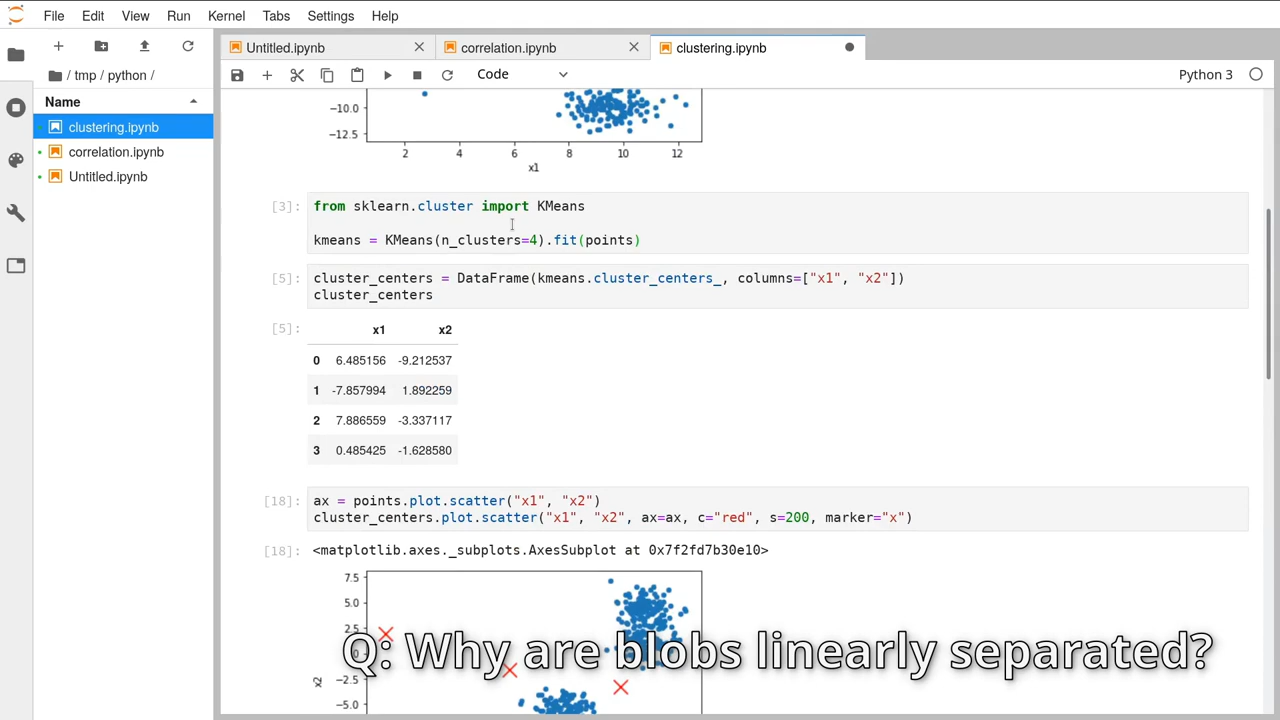 File Edit View Run Kernel Tabs Settings Help
Untitled.ipynb
correlation.ipynb
clustering.ipynb
/ tmp / python /
Code
Python 3
Name
clustering.ipynb
correlation.ipynb
Untitled.ipynb
−10.0
−12.5
2 4 6 8 10 12
x1
[3]: from sklearn.cluster import KMeans
kmeans = KMeans(n_clusters=4).fit(points)
[5]: cluster_centers = DataFrame(kmeans.cluster_centers_, columns=["x1", "x2"])
cluster_centers
[5]: x1 x2
0 6.485156 -9.212537
1 -7.857994 1.892259
2 7.886559 -3.337117
3 0.485425 -1.628580
[18]: ax = points.plot.scatter("x1", "x2")
cluster_centers.plot.scatter("x1", "x2", ax=ax, c="red", s=200, marker="x")
[18]: <matplotlib.axes._subplots.AxesSubplot at 0x7f2fd7b30e10>
7.5
5.0
2.5
Q: Why are blobs linearly separated?
−2.5
x2
−5.0